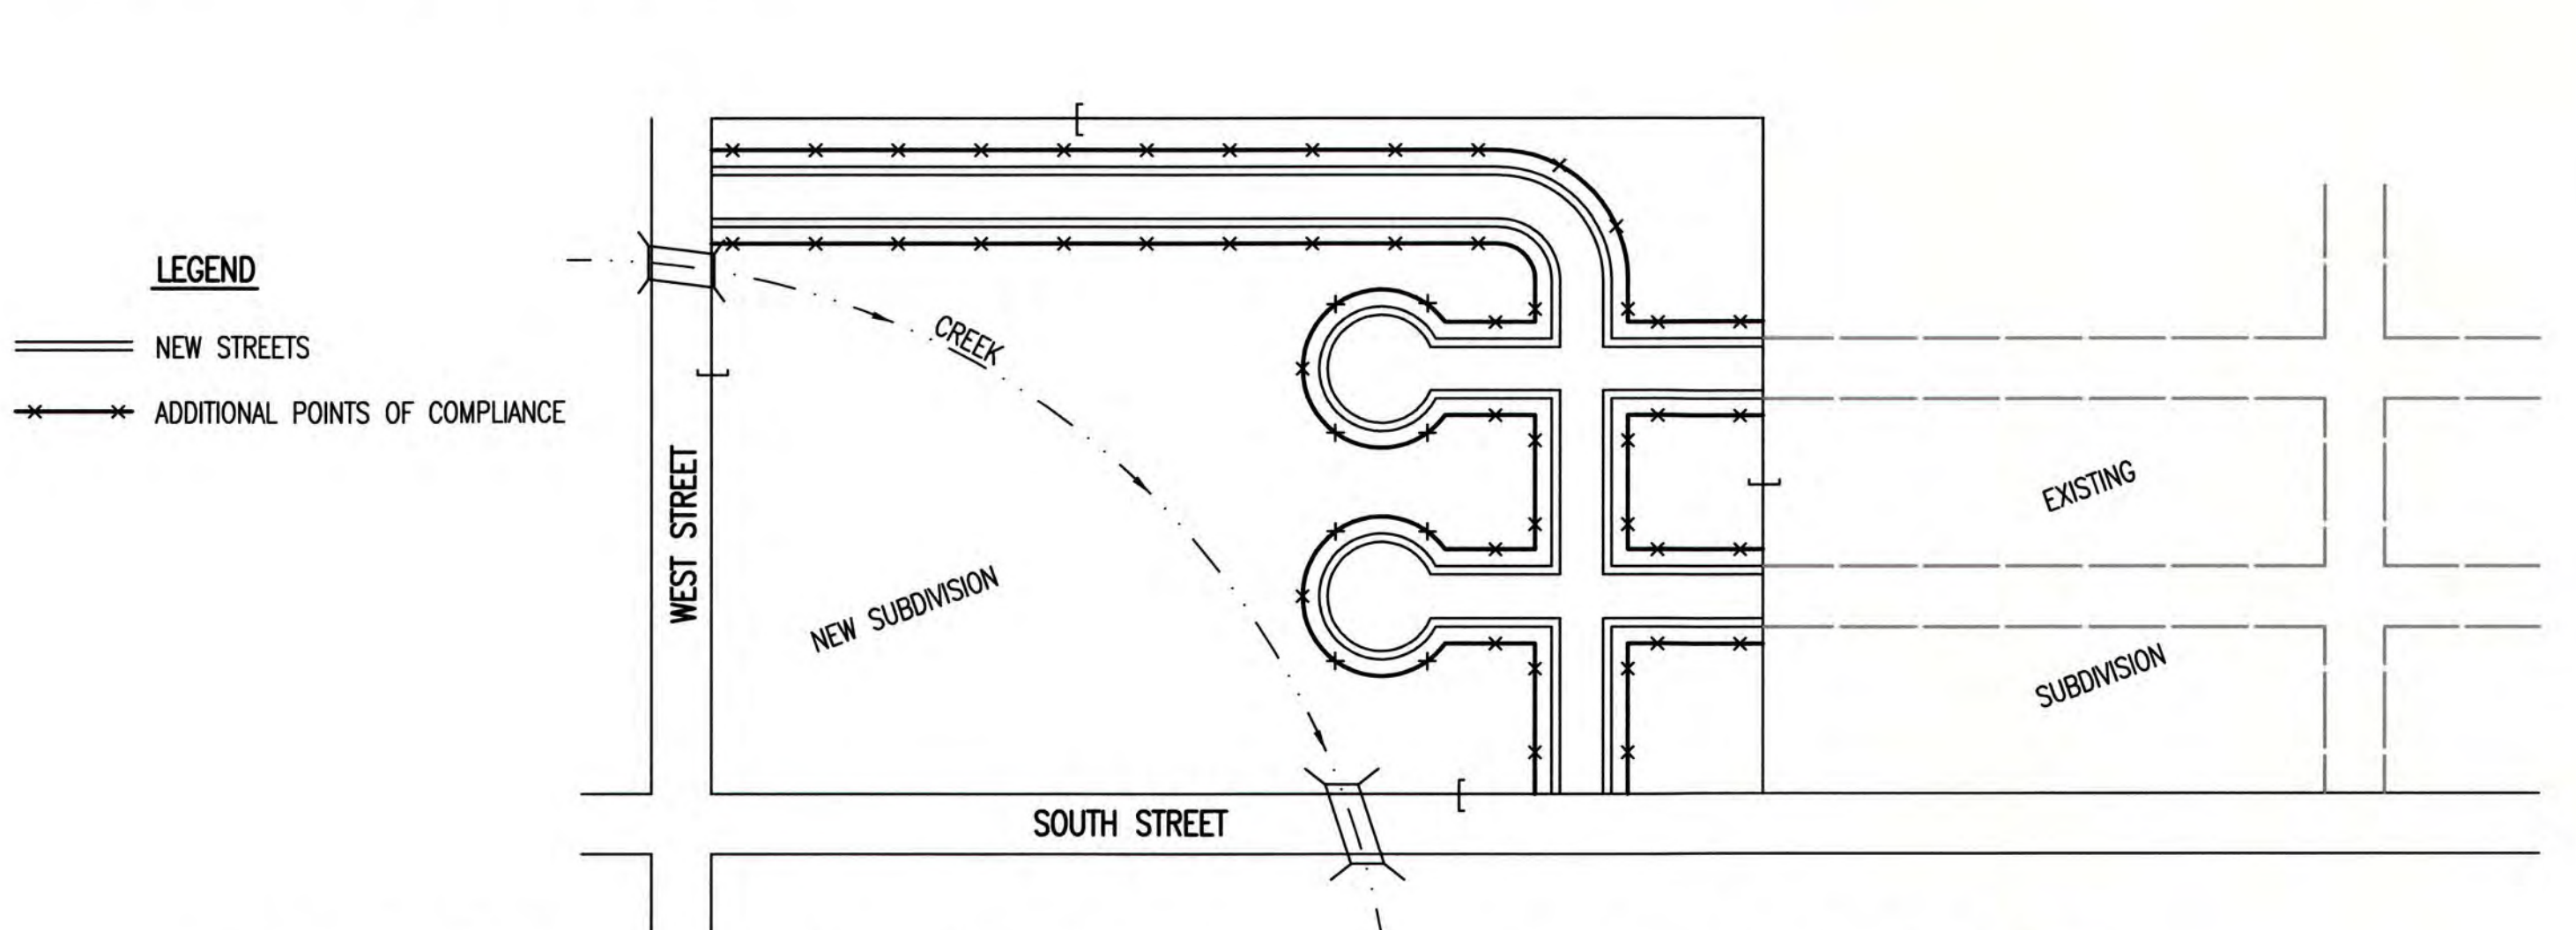 LEGEND
NEW STREETS
ADDITIONAL POINTS OF COMPLIANCE
CREEK
WEST STREET
NEW SUBDIVISION
EXISTING
SUBDIVISION
SOUTH STREET